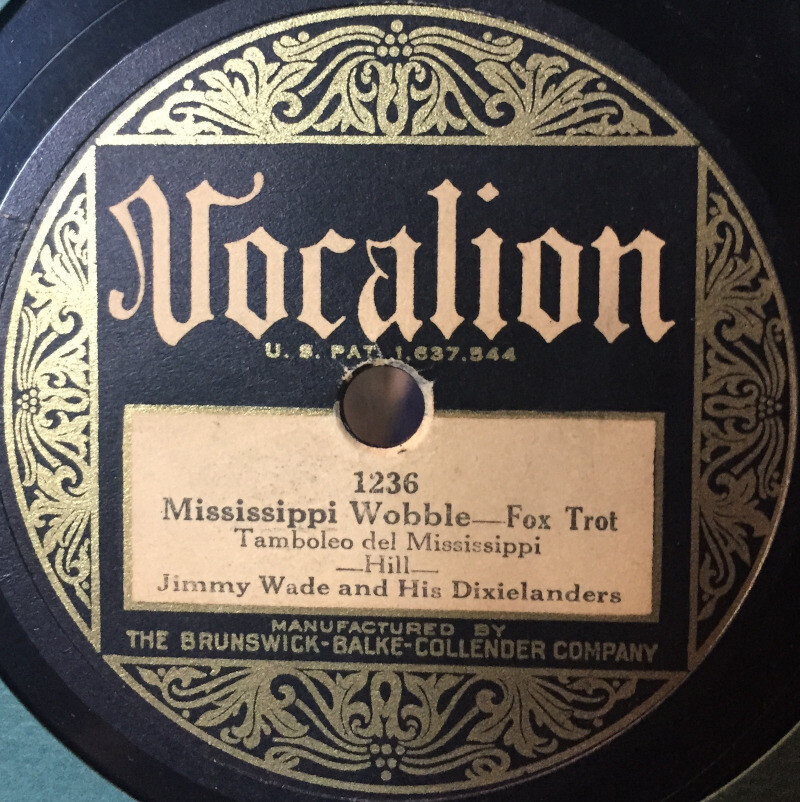 Vocalion
U. S. PAT. 1,637,544
1236
Mississippi Wobble—Fox Trot
Tamboleo del Mississippi
—Hill—
Jimmy Wade and His Dixielanders
MANUFACTURED BY
THE BRUNSWICK-BALKE-COLLENDER COMPANY